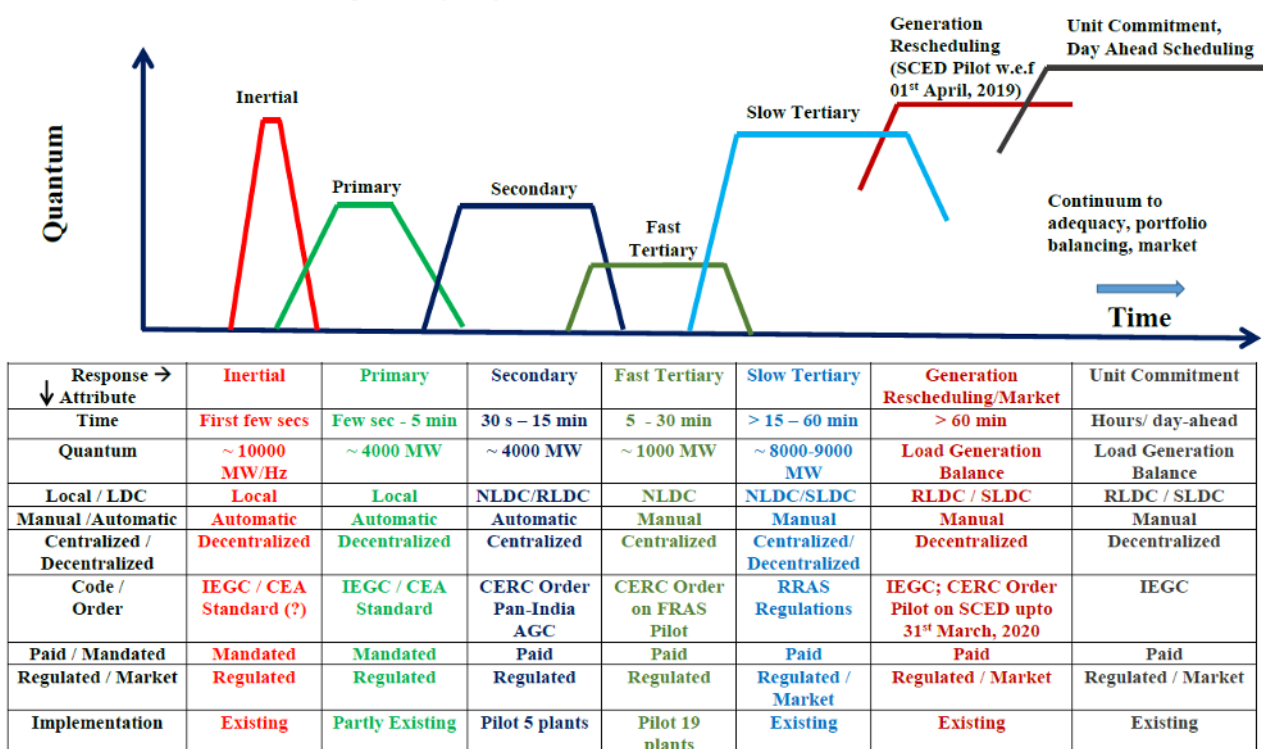 Generation
Rescheduling
(SCED Pilot w.e.f
01st April, 2019)
Unit Commitment,
Day Ahead Scheduling
Inertial
Slow Tertiary
Primary
Secondary
Fast
Tertiary
Quantum
Continuum to
adequacy, portfolio
balancing, market
Time
Response → Inertial Primary Secondary Fast Tertiary Slow Tertiary Generation Unit Commitment
↓ Attribute Rescheduling/Market
Time First few secs Few sec - 5 min 30 s – 15 min 5 - 30 min > 15 – 60 min > 60 min Hours/ day-ahead
Quantum ~ 10000 ~ 4000 MW ~ 4000 MW ~ 1000 MW ~ 8000-9000 Load Generation Load Generation
MW/Hz MW Balance Balance
Local / LDC Local Local NLDC/RLDC NLDC NLDC/SLDC RLDC / SLDC RLDC / SLDC
Manual /Automatic Automatic Automatic Automatic Manual Manual Manual Manual
Centralized / Decentralized Decentralized Centralized Centralized Centralized/ Decentralized Decentralized
Decentralized Decentralized
Code / IEGC / CEA IEGC / CEA CERC Order CERC Order RRAS IEGC; CERC Order IEGC
Order Standard (?) Standard Pan-India on FRAS Regulations Pilot on SCED upto
AGC Pilot 31st March, 2020
Paid / Mandated Mandated Mandated Paid Paid Paid Paid Paid
Regulated / Market Regulated Regulated Regulated Regulated Regulated / Regulated / Market Regulated / Market
Market
Implementation Existing Partly Existing Pilot 5 plants Pilot 19 Existing Existing Existing
plants